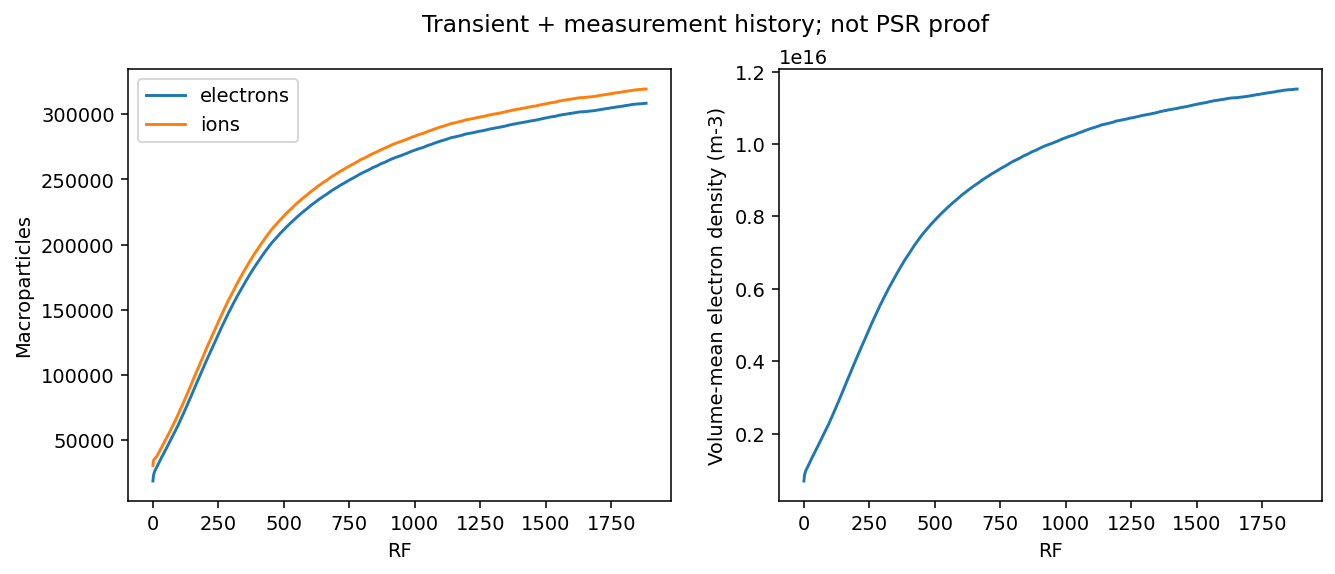 Transient + measurement history; not PSR proof
electrons
ions
Macroparticles
300000
250000
200000
150000
100000
50000
0 250 500 750 1000 1250 1500 1750
RF
1e16
Volume-mean electron density (m-3)
1.2
1.0
0.8
0.6
0.4
0.2
0 250 500 750 1000 1250 1500 1750
RF